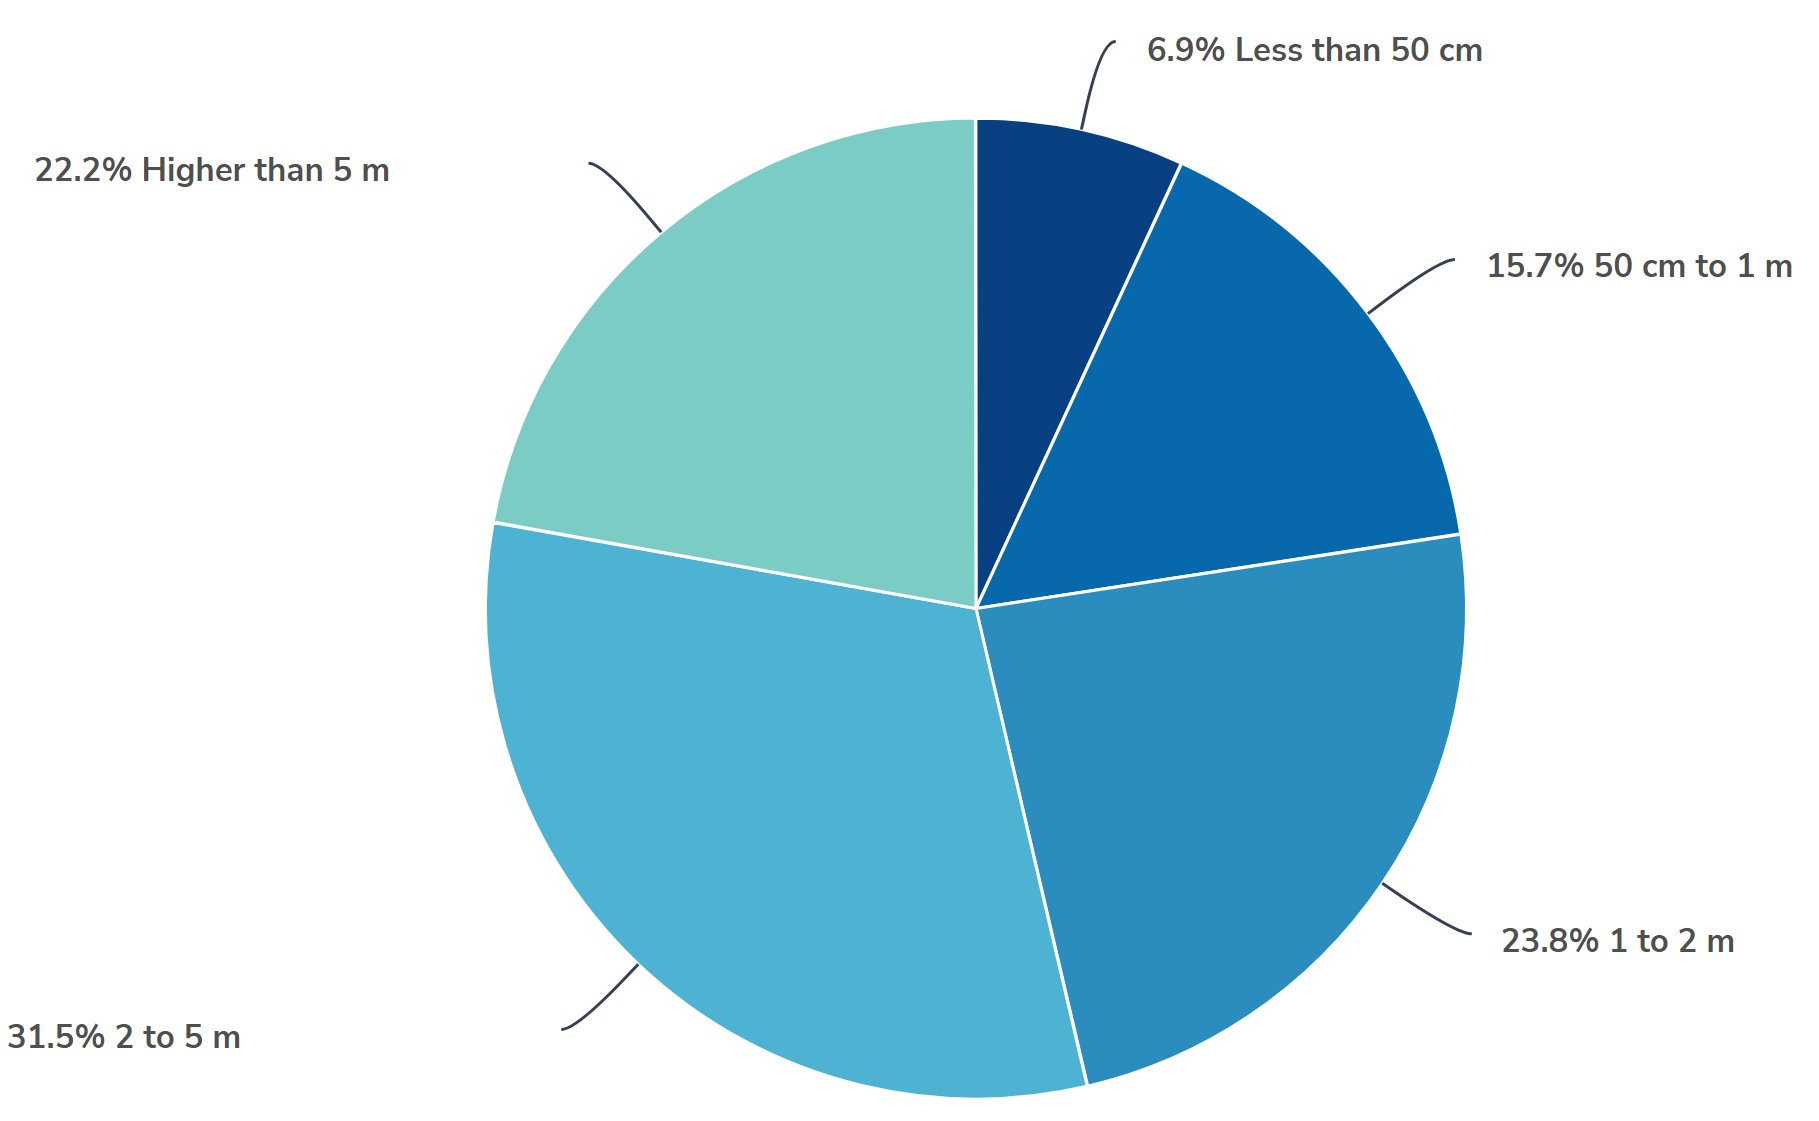 6.9% Less than 50 cm
22.2% Higher than 5 m
15.7% 50 cm to 1 m
23.8% 1 to 2 m
31.5% 2 to 5 m